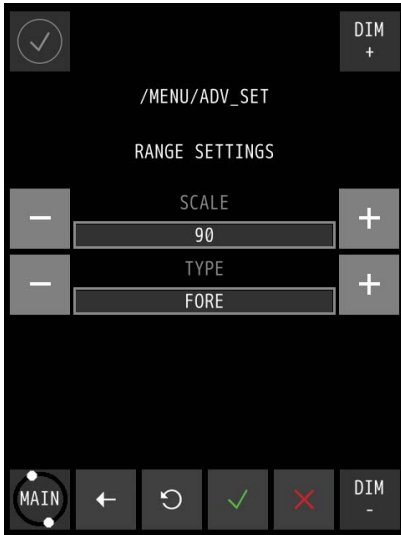 DIM
+
/MENU/ADV_SET
RANGE SETTINGS
SCALE
− +
90
TYPE
− +
FORE
MAIN
DIM
-